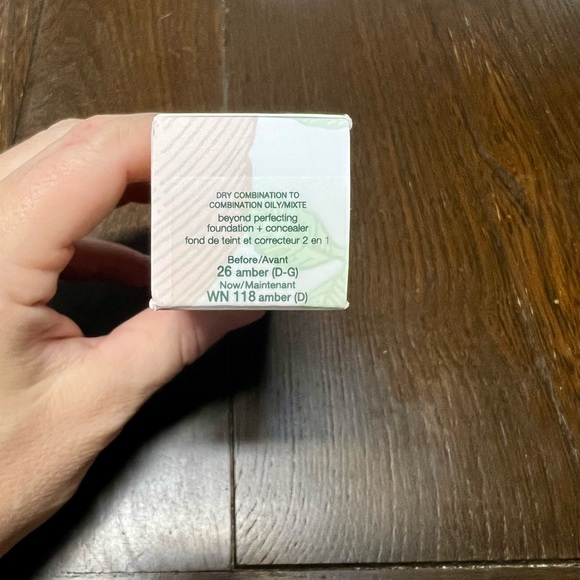 DRY COMBINATION TO
COMBINATION OILY/MIXTE
beyond perfecting
foundation + concealer
fond de teint et correcteur 2 en 1
Before/Avant
26 amber (D-G)
Now/Maintenant
WN 118 amber (D)